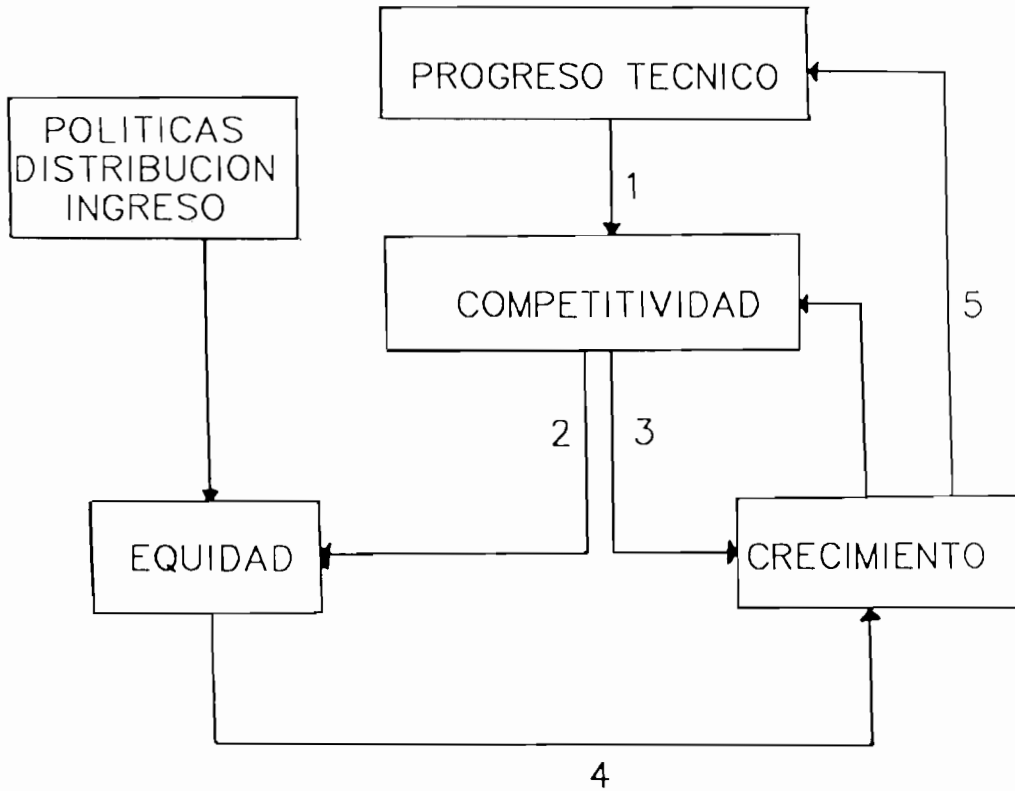 PROGRESO TECNICO
POLITICAS
DISTRIBUCION
INGRESO
1
COMPETITIVIDAD
5
2
3
EQUIDAD
CRECIMIENTO
4